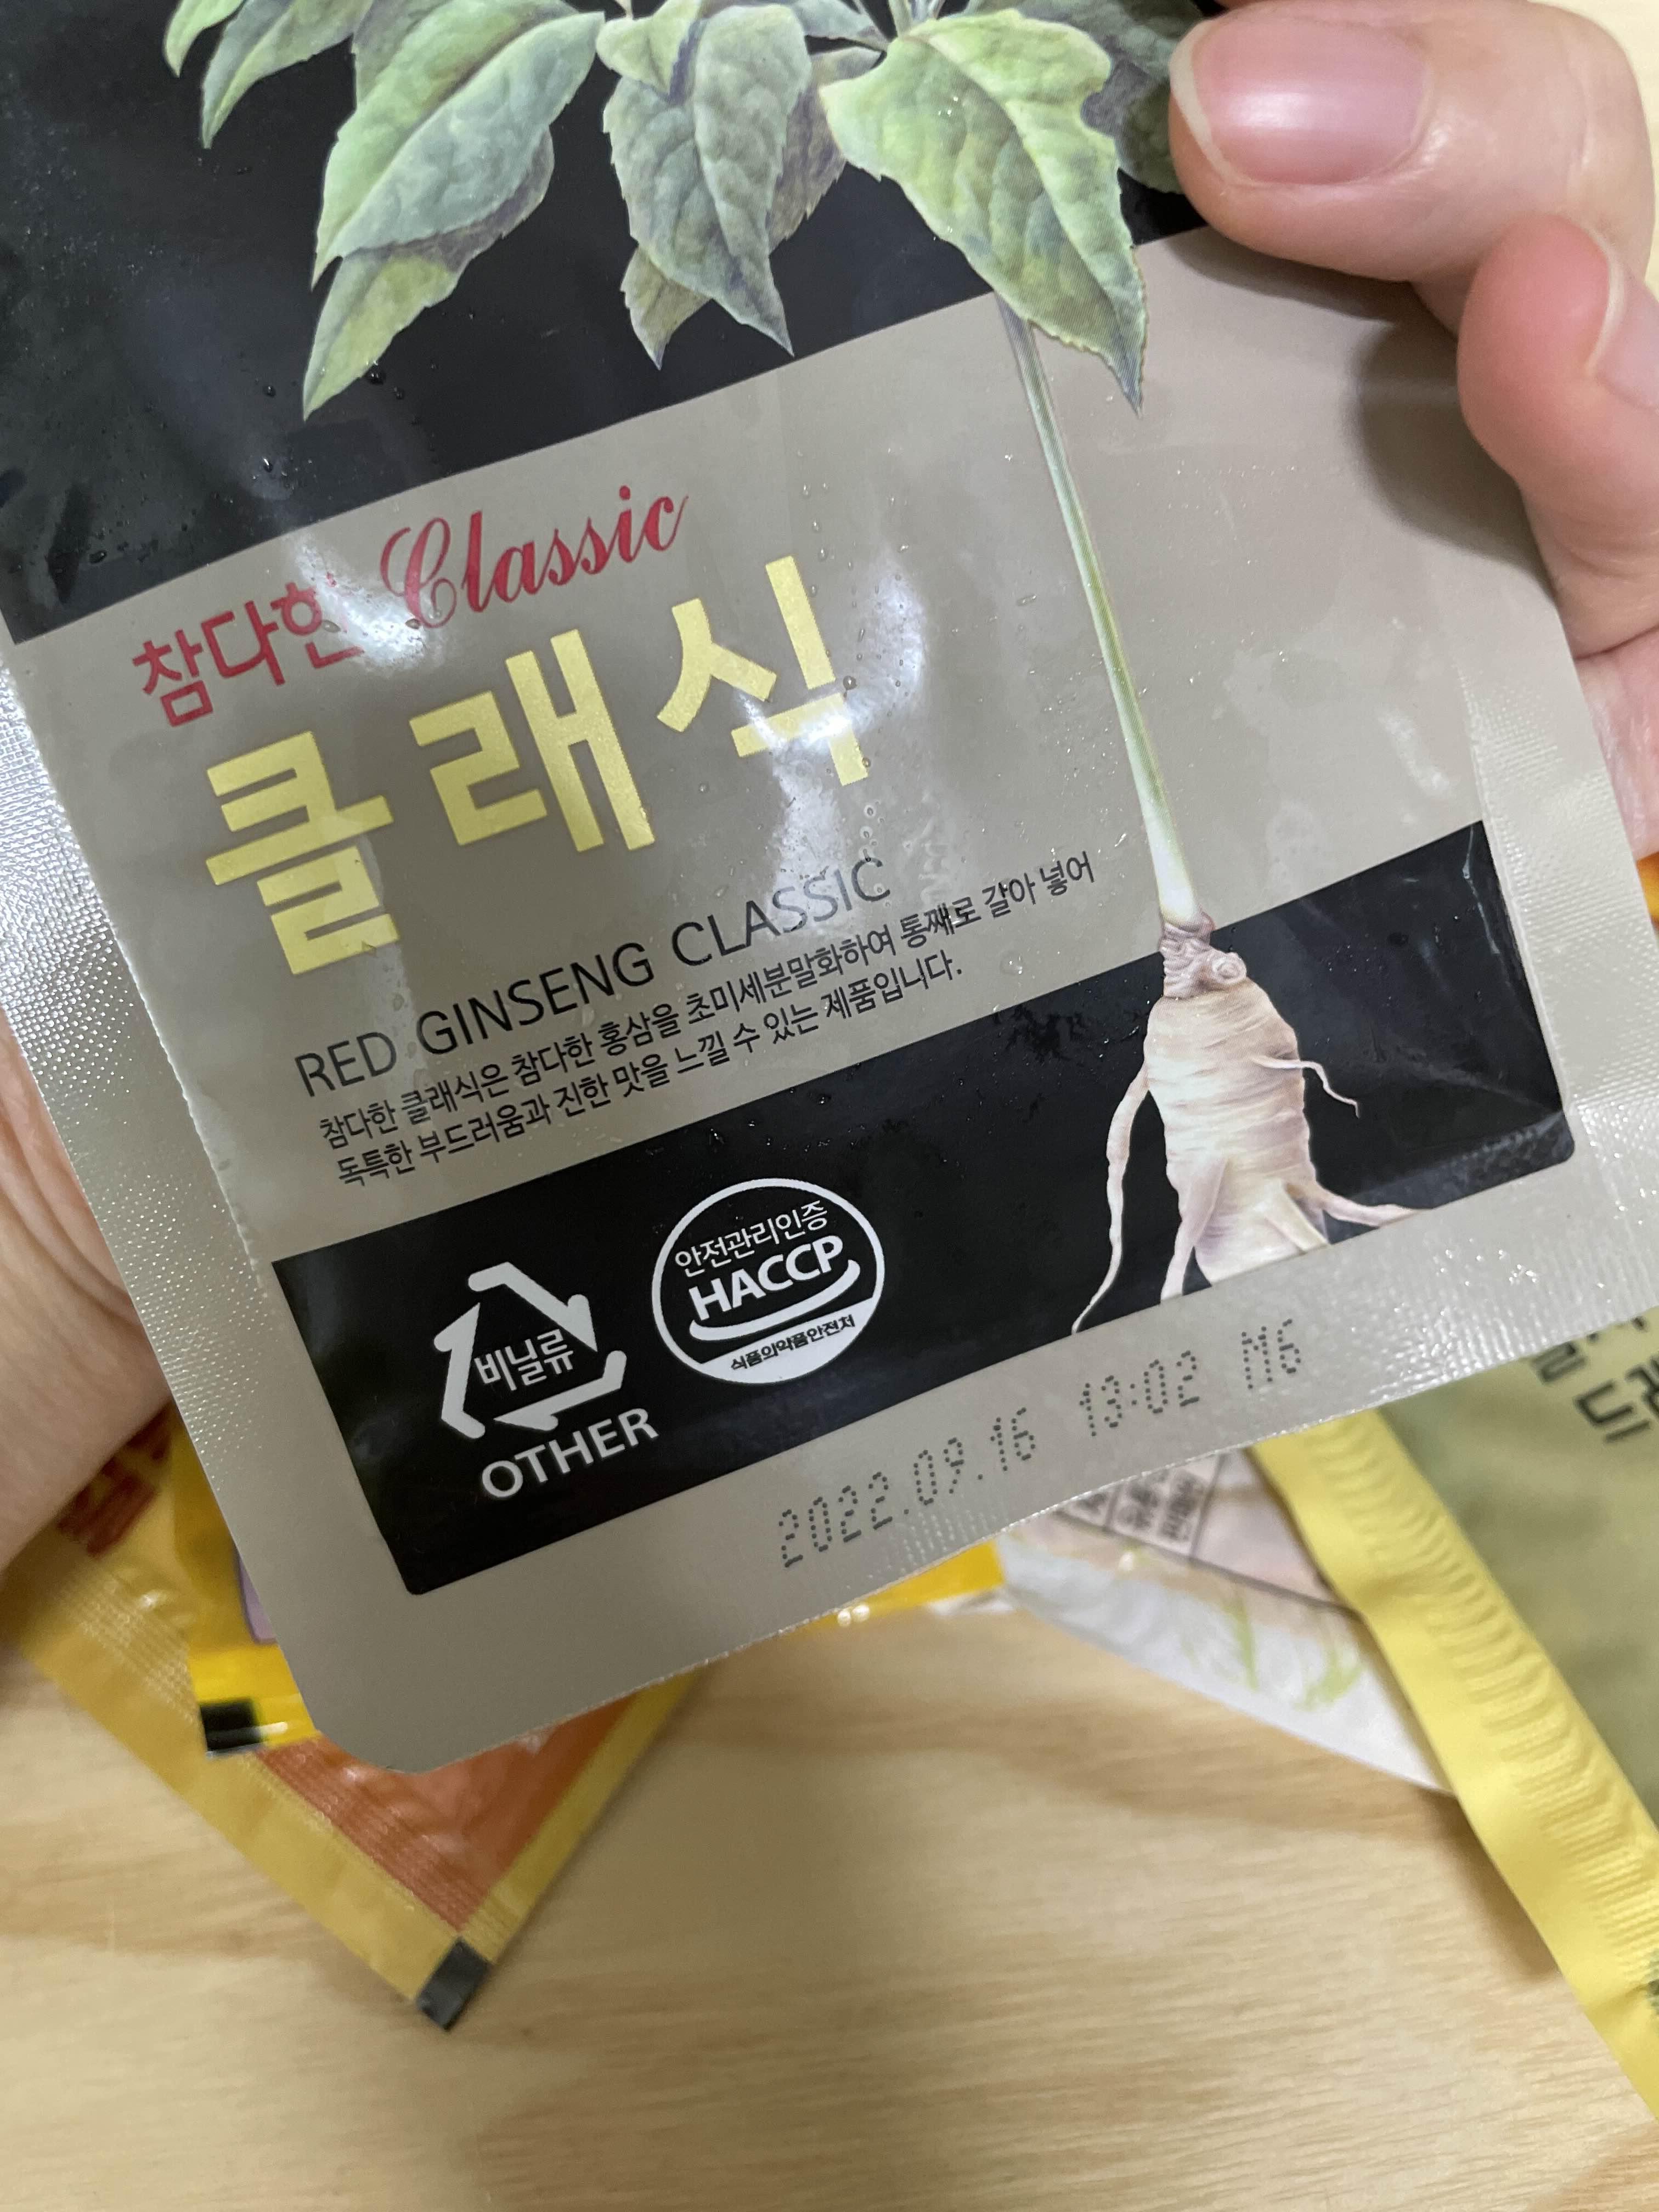 참다한 Classic
클래식
RED GINSENG CLASSIC
참다한 클래식은 참다한 홍삼을 초미세분말화하여 통째로 갈아 넣어
독특한 부드러움과 진한 맛을 느낄 수 있는 제품입니다.
비닐류
OTHER
안전관리인증
HACCP
식품의약품안전처
2022.09.16 13:02 M6